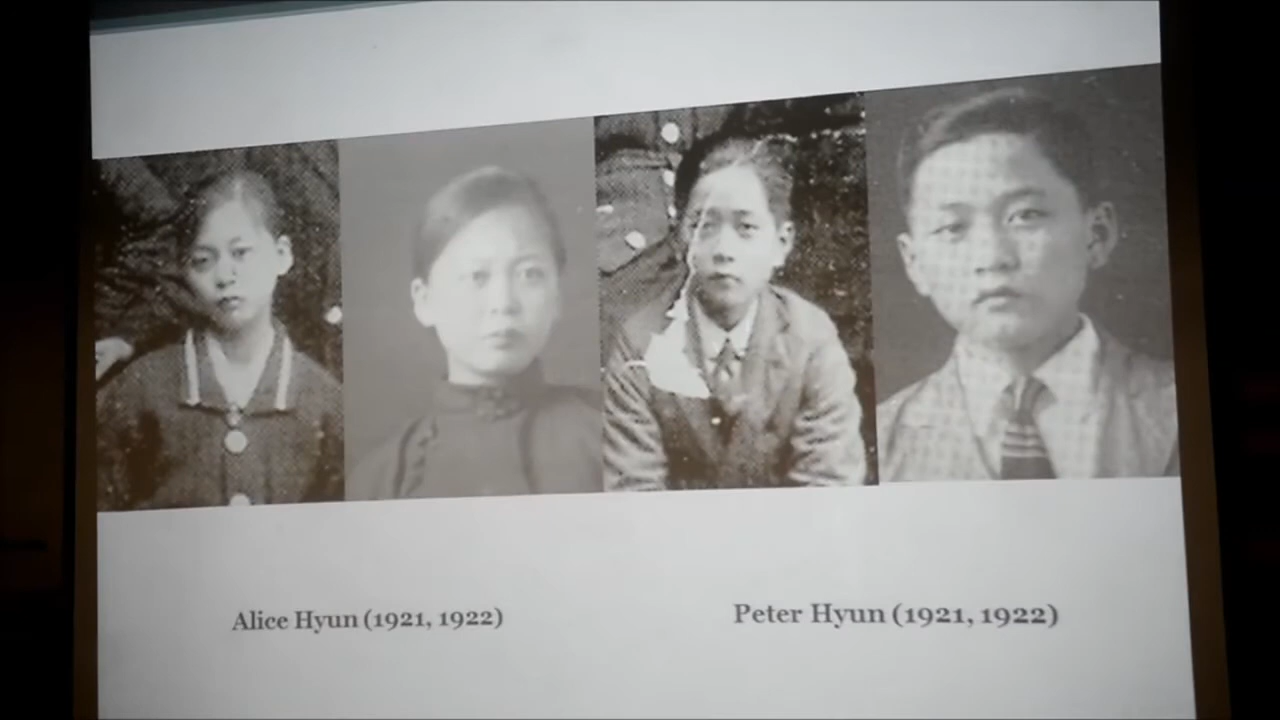 Alice Hyun (1921, 1922)
Peter Hyun (1921, 1922)